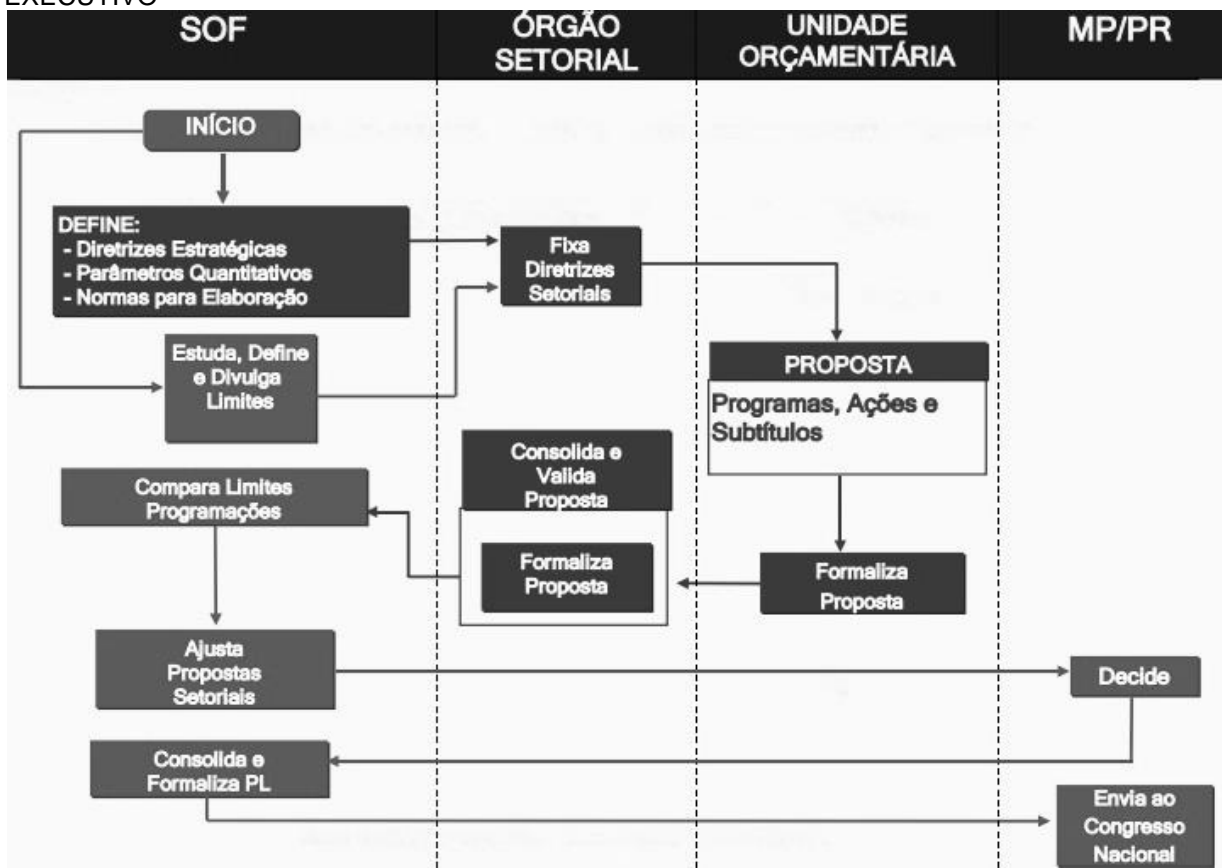 EXECUTIVO
SOF
ÓRGÃO
SETORIAL
UNIDADE
ORÇAMENTÁRIA
MP/PR
INÍCIO
DEFINE:
- Diretrizes Estratégicas
- Parâmetros Quantitativos
- Normas para Elaboração
Fixa
Diretrizes
Setoriais
Estuda, Define
e Divulga
Limites
PROPOSTA
Programas, Ações e
Subtítulos
Consolida e
Valida
Proposta
Compara Limites
Programações
Formaliza
Proposta
Formaliza
Proposta
Ajusta
Propostas
Setoriais
Decide
Consolida e
Formaliza PL
Envia ao
Congresso
Nacional